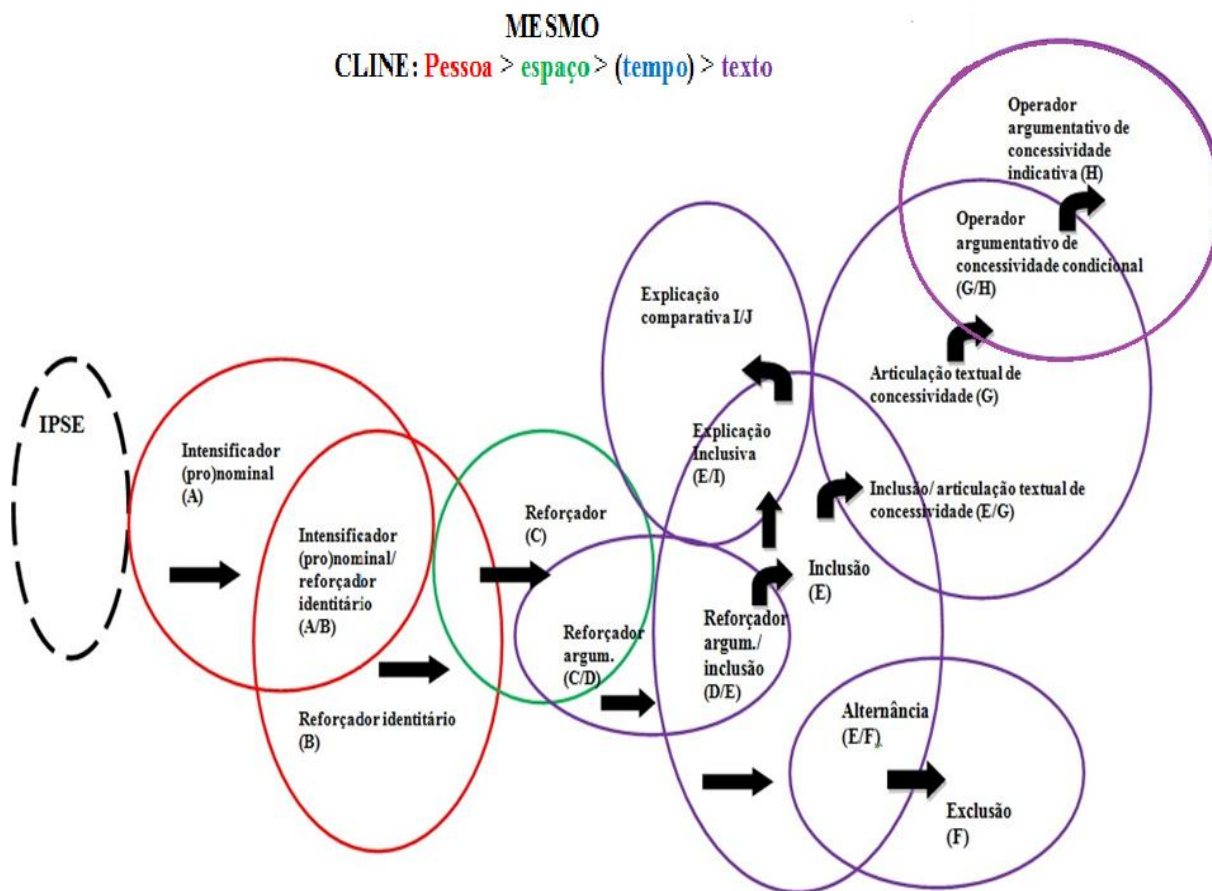 MESMO
CLINE: Pessoa > espaço > (tempo) > texto
Operador
argumentativo de
concessividade
indicativa (H)
Operador
argumentativo de
concessividade condicional
(G/H)
Explicação
comparativa I/J
Articulação textual de
concessividade (G)
IPSE
Intensificador
(pro)nominal
(A)
Explicação
Inclusiva
(E/I)
Inclusão/ articulação textual de
concessividade (E/G)
Intensificador
(pro)nominal/
reforçador
identitário
(A/B)
Reforçador
(C)
Inclusão
(E)
Reforçador
argum.
(C/D)
Reforçador
argum./
inclusão
(D/E)
Reforçador identitário
(B)
Alternância
(E/F)
Exclusão
(F)